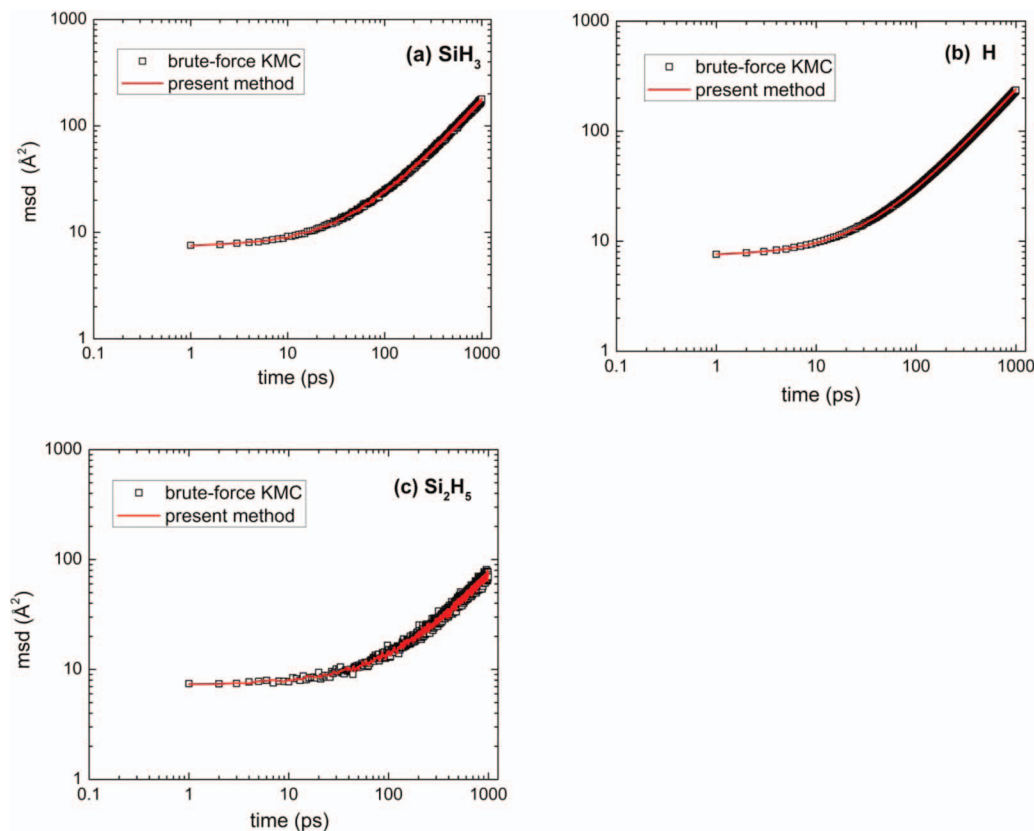 1000
100
10
1
msd (Å²)
brute-force KMC
present method
(a) SiH₃
0.1 1 10 100 1000
time (ps)
1000
100
10
1
brute-force KMC
present method
(b) H
0.1 1 10 100 1000
time (ps)
1000
100
10
1
msd (Å²)
brute-force KMC
present method
(c) Si₂H₅
0.1 1 10 100 1000
time (ps)